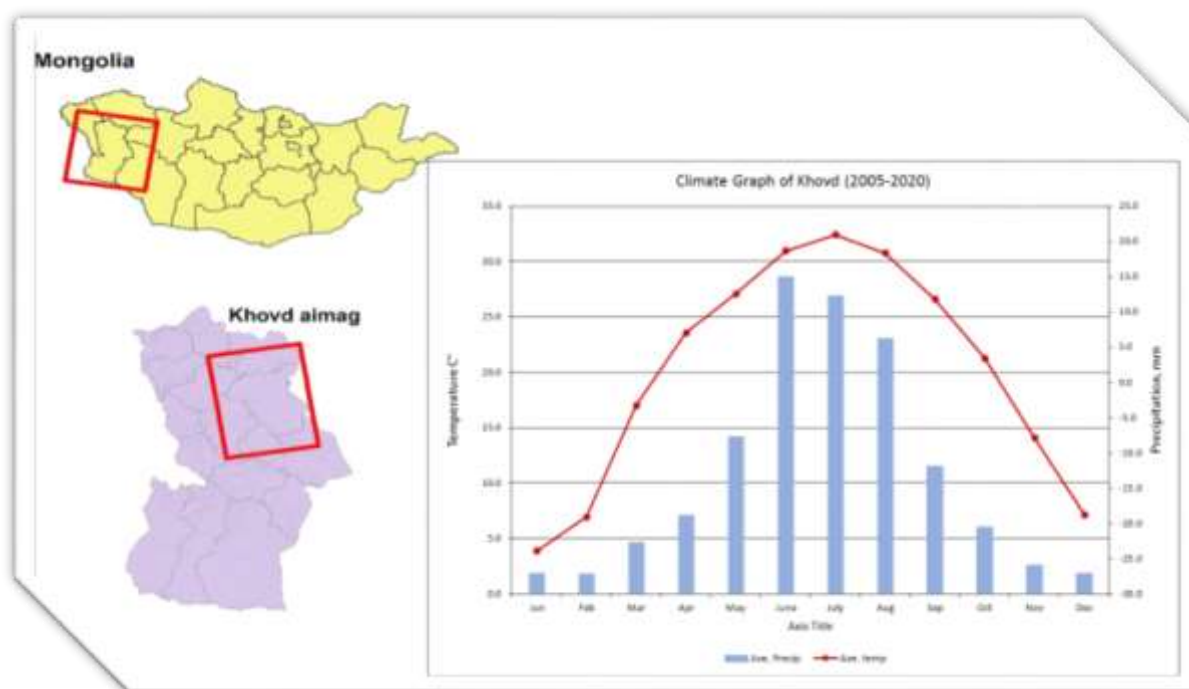 Mongolia
Khovd aimag
Climate Graph of Khovd (2005-2020)
Temperature C°
35.0
30.0
25.0
20.0
15.0
10.0
5.0
0.0
25.0
20.0
15.0
10.0
5.0
0.0
-5.0
-10.0
-15.0
-20.0
-25.0
-30.0
Precipitation, mm
Feb Mar Apr May June July Aug Sep Oct Nov Dec
Axis Title
Ave. Precip Ave. temp